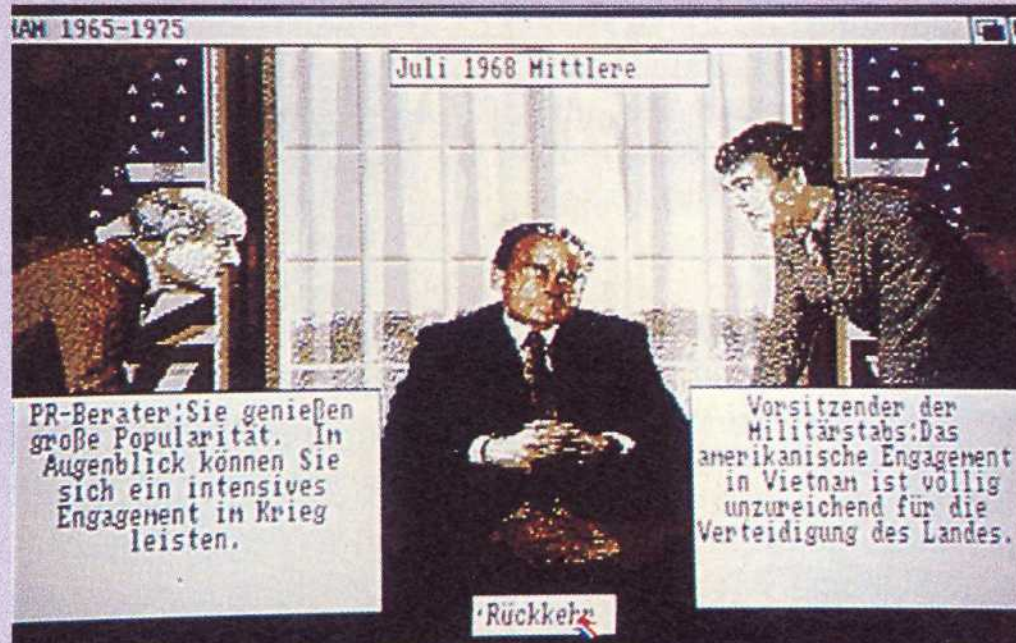 HAM 1965-1975
Juli 1968 Mittlere
PR-Berater:Sie genießen
große Popularität. In
Augenblick können Sie
sich ein intensives
Engagement im Krieg
leisten.
Vorsitzender der
Militärstabs:Das
amerikanische Engagement
in Vietnam ist völlig
unzureichend für die
Verteidigung des Landes.
Rückkehr